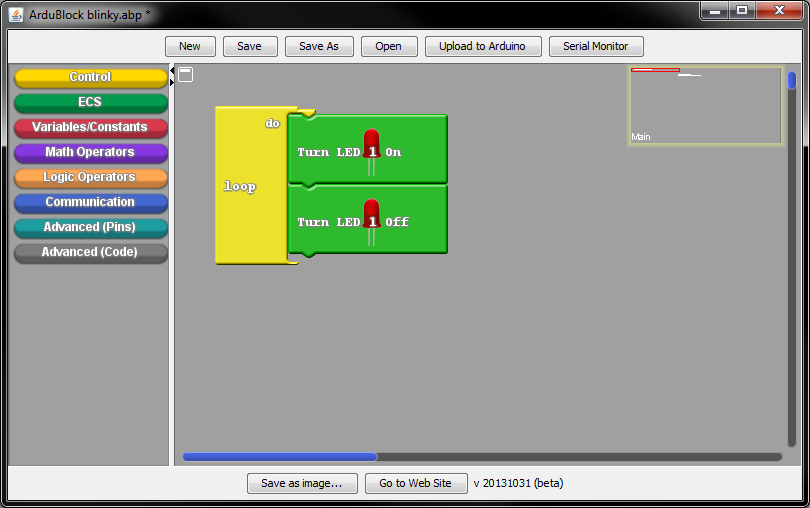 ArduBlock blinky.abp *
New Save Save As Open Upload to Arduino Serial Monitor
Control
ECS
Variables/Constants
Math Operators
Logic Operators
Communication
Advanced (Pins)
Advanced (Code)
do
Turn LED 1 On
loop
Turn LED 1 Off
Main
Save as image... Go to Web Site v 20131031 (beta)